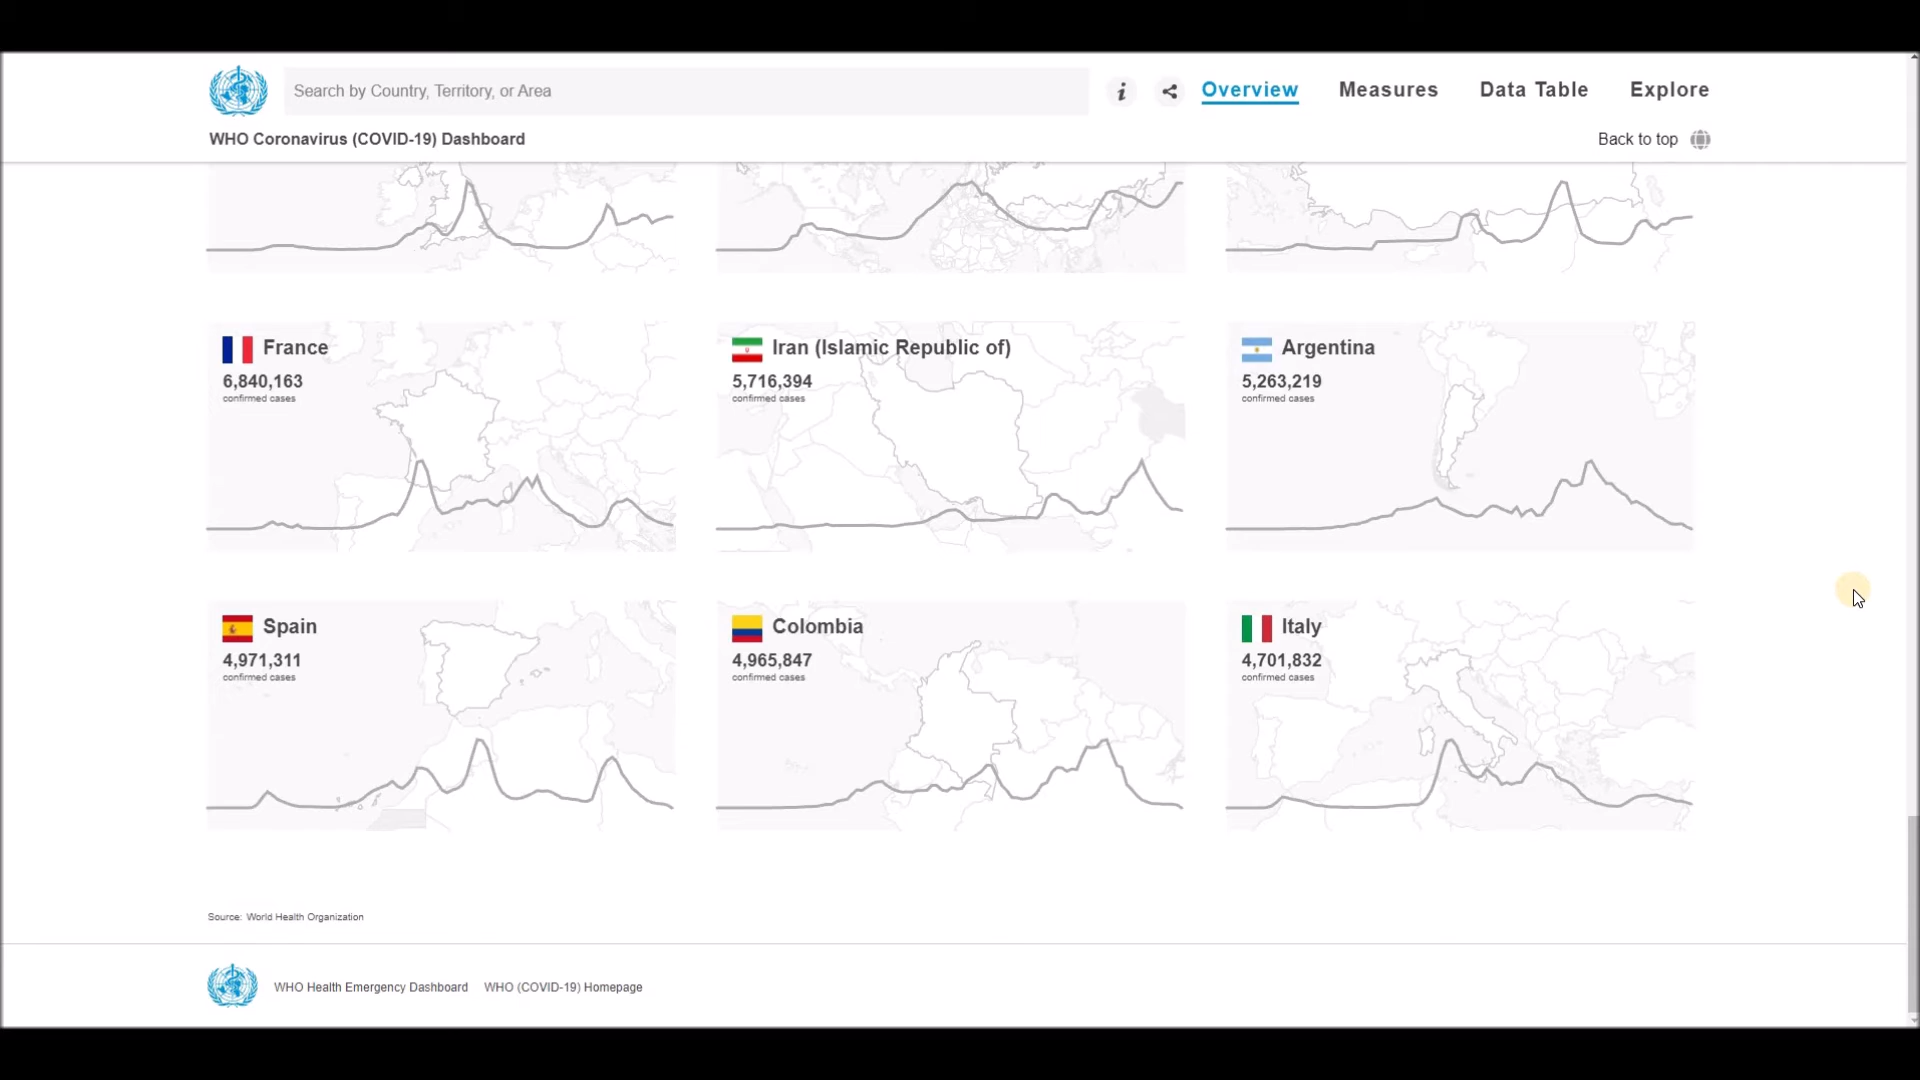 Search by Country, Territory, or Area
i
Overview
Measures
Data Table
Explore
WHO Coronavirus (COVID-19) Dashboard
Back to top
France
6,840,163
confirmed cases
Iran (Islamic Republic of)
5,716,394
confirmed cases
Argentina
5,263,219
confirmed cases
Spain
4,971,311
confirmed cases
Colombia
4,965,847
confirmed cases
Italy
4,701,832
confirmed cases
Source: World Health Organization
WHO Health Emergency Dashboard
WHO (COVID-19) Homepage